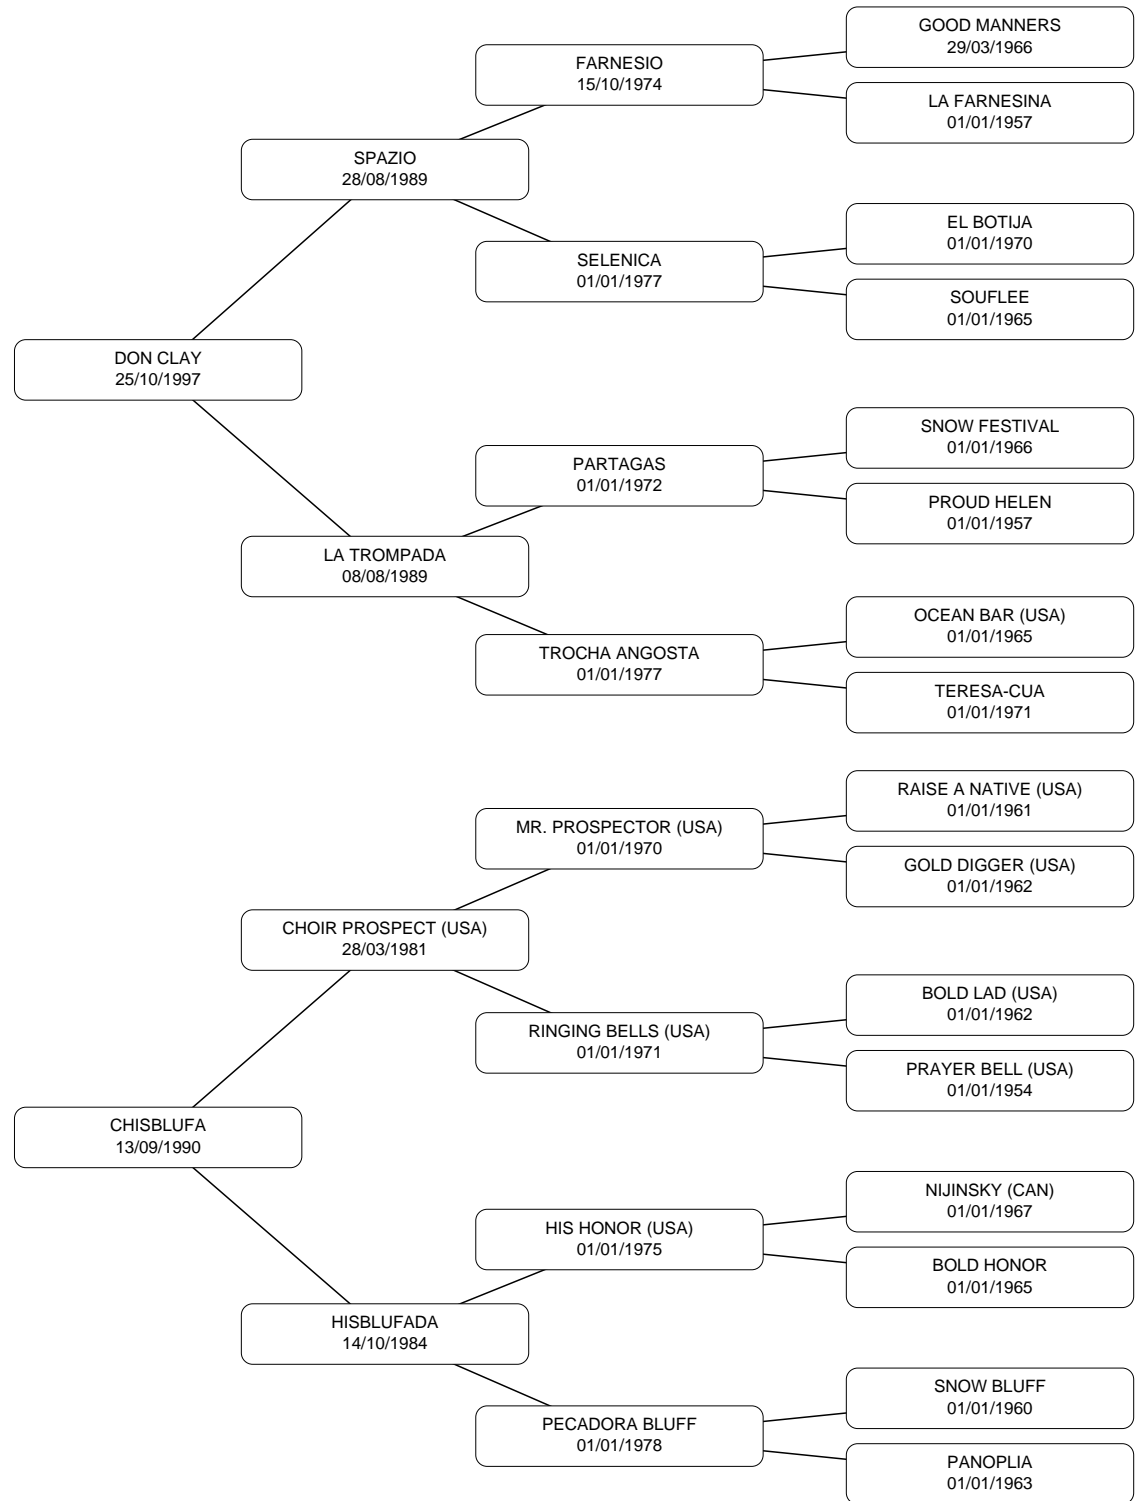 GOOD MANNERS
29/03/1966
FARNESIO
15/10/1974
LA FARNESINA
01/01/1957
SPAZIO
28/08/1989
EL BOTIJA
01/01/1970
SELENICA
01/01/1977
SOUFLEE
01/01/1965
DON CLAY
25/10/1997
SNOW FESTIVAL
01/01/1966
PARTAGAS
01/01/1972
PROUD HELEN
01/01/1957
LA TROMPADA
08/08/1989
OCEAN BAR (USA)
01/01/1965
TROCHA ANGOSTA
01/01/1977
TERESA-CUA
01/01/1971
RAISE A NATIVE (USA)
01/01/1961
MR. PROSPECTOR (USA)
01/01/1970
GOLD DIGGER (USA)
01/01/1962
CHOIR PROSPECT (USA)
28/03/1981
BOLD LAD (USA)
01/01/1962
RINGING BELLS (USA)
01/01/1971
PRAYER BELL (USA)
01/01/1954
CHISBLUFA
13/09/1990
NIJINSKY (CAN)
01/01/1967
HIS HONOR (USA)
01/01/1975
BOLD HONOR
01/01/1965
HISBLUFADA
14/10/1984
SNOW BLUFF
01/01/1960
PECADORA BLUFF
01/01/1978
PANOPLIA
01/01/1963